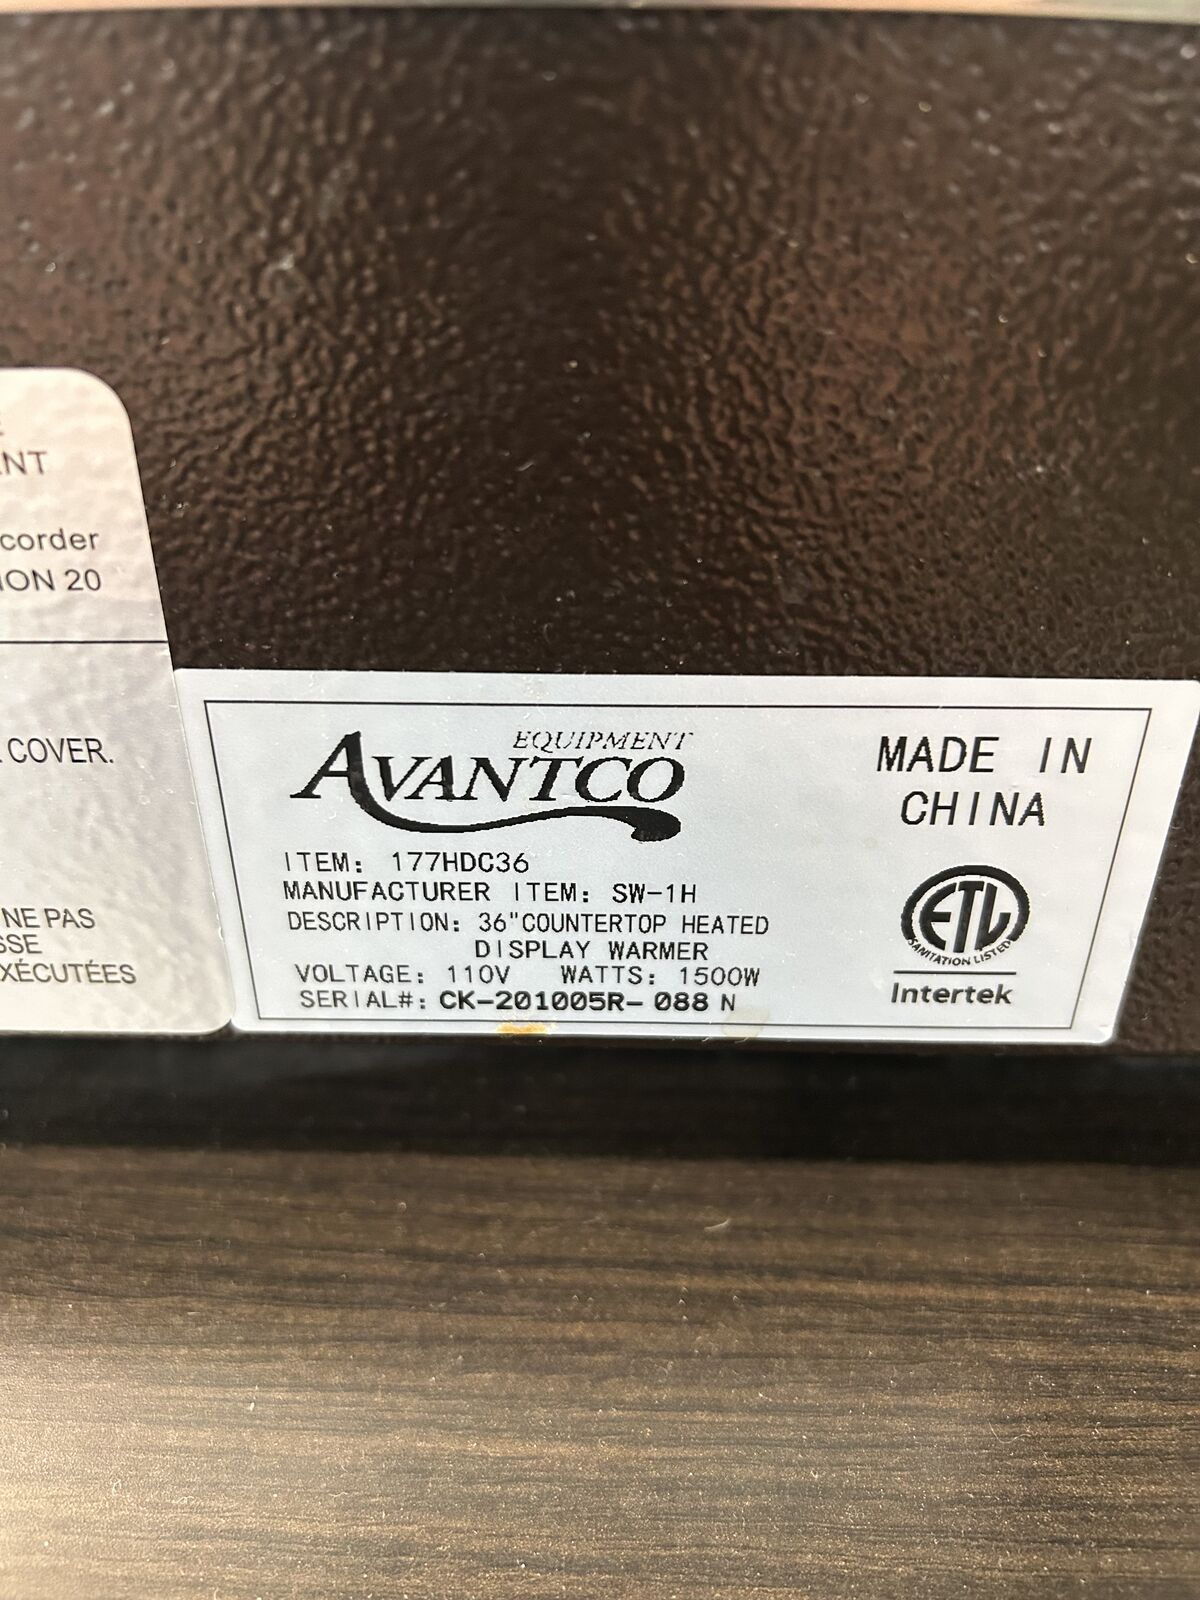 ENT
corder
ION 20
COVER.
NE PAS
SSE
XÉCUTÉES
EQUIPMENT
AVANTCO
MADE IN
CHINA
ITEM: 177HDC36
MANUFACTURER ITEM: SW-1H
DESCRIPTION: 36"COUNTERTOP HEATED
DISPLAY WARMER
VOLTAGE: 110V WATTS: 1500W
SERIAL#: CK-201005R-088 N
ETL
SANITATION LISTED
Intertek